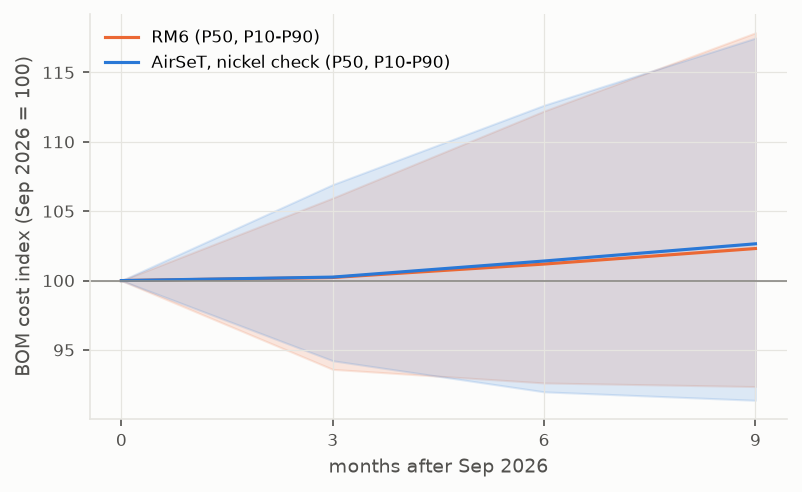 RM6 (P50, P10-P90)
AirSeT, nickel check (P50, P10-P90)
BOM cost index (Sep 2026 = 100)
115
110
105
100
95
0 3 6 9
months after Sep 2026